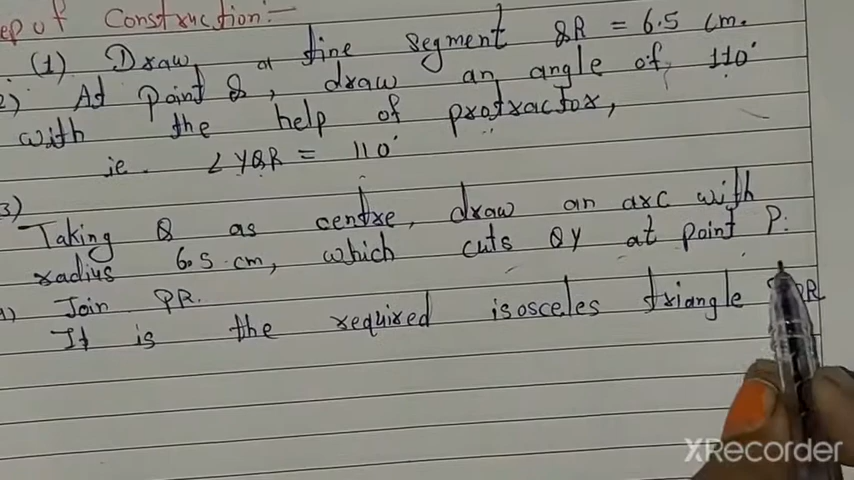 ep of Construction:-
(1) Draw a line segment QR = 6.5 cm.
2) At point Q, draw an angle of 110°
with the help of protractor,
ie. ∠YQR = 110°
3)
Taking Q as centre, draw an arc with
radius 6.5 cm, which cuts QY at point P.
Join PR.
It is the required isosceles triangle QR
XRecorder